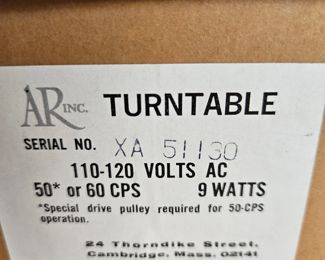 AR INC. TURNTABLE
SERIAL NO. XA 51130
110-120 VOLTS AC
50* or 60 CPS 9 WATTS
*Special drive pulley required for 50-CPS
operation.
24 Thorndike Street,
Cambridge, Mass. 02141